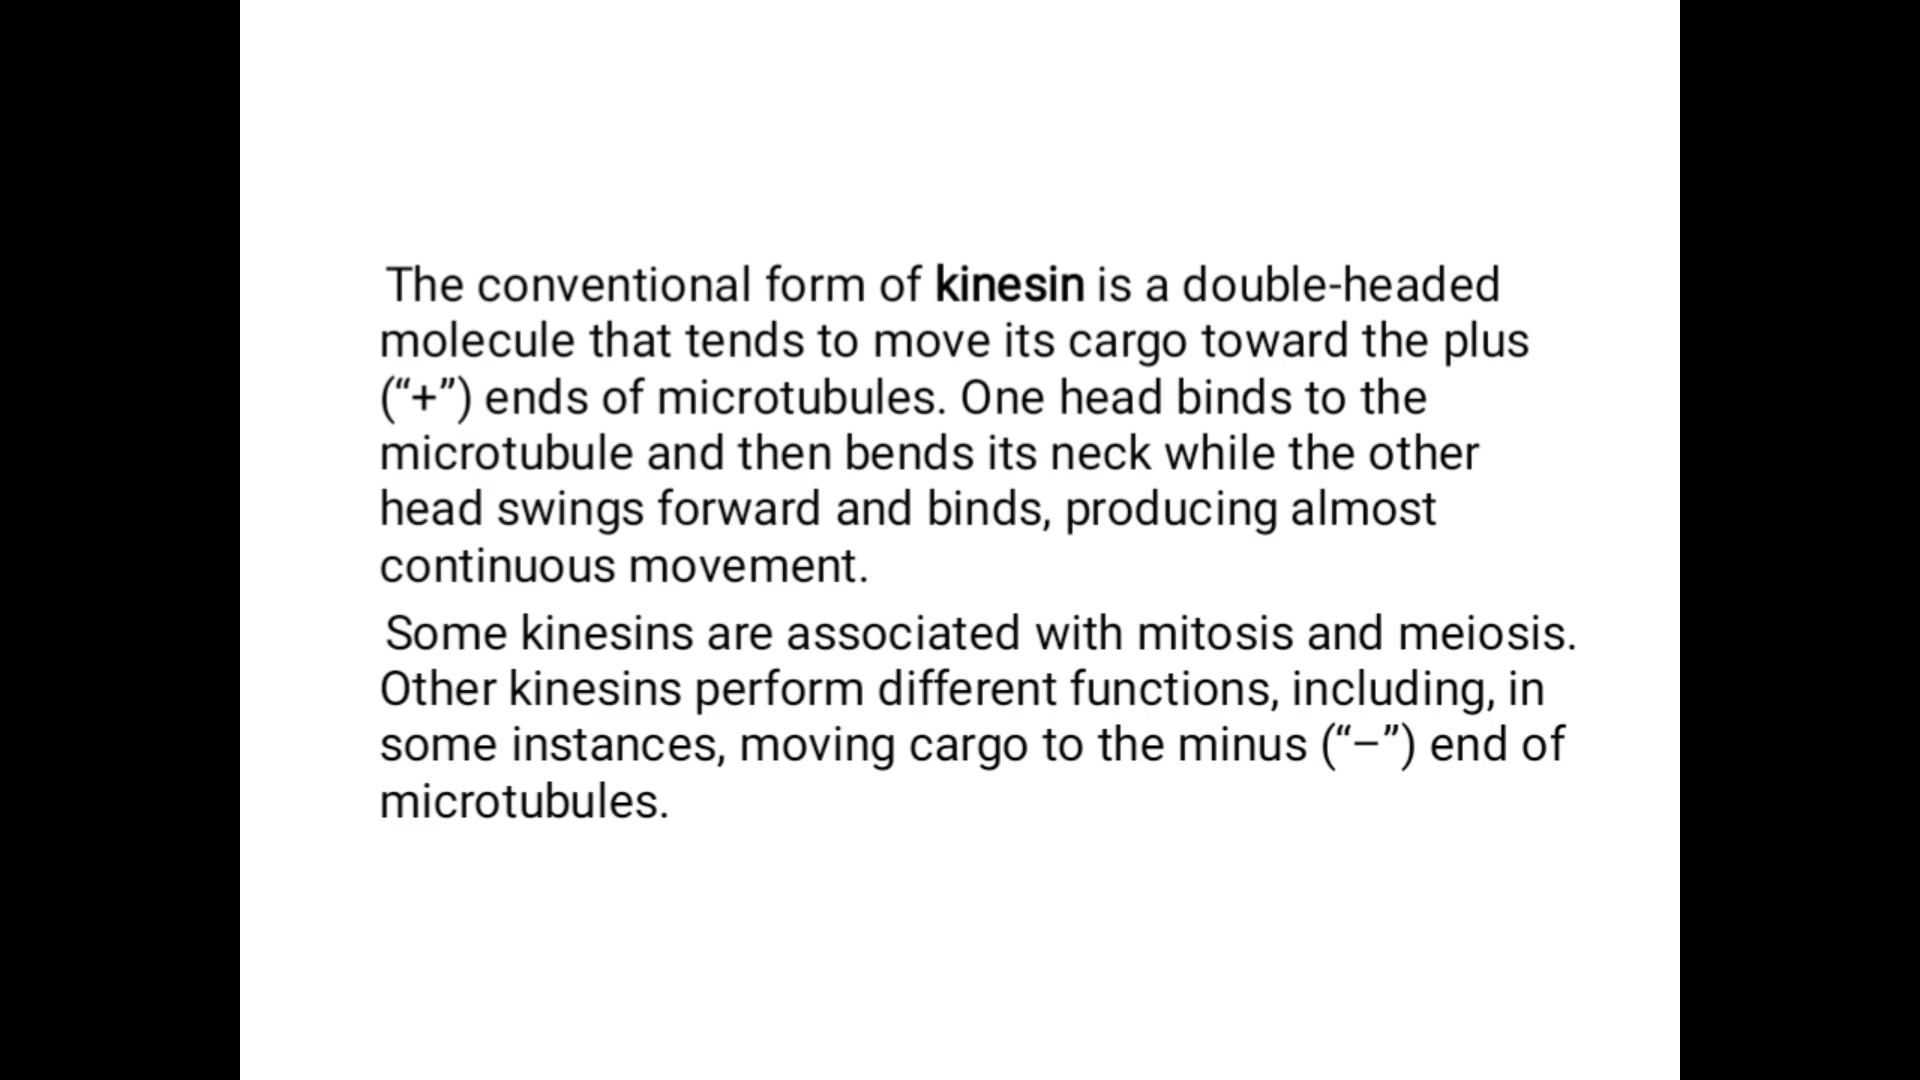 The conventional form of kinesin is a double-headed
molecule that tends to move its cargo toward the plus
(“+”) ends of microtubules. One head binds to the
microtubule and then bends its neck while the other
head swings forward and binds, producing almost
continuous movement.
Some kinesins are associated with mitosis and meiosis.
Other kinesins perform different functions, including, in
some instances, moving cargo to the minus (“–”) end of
microtubules.